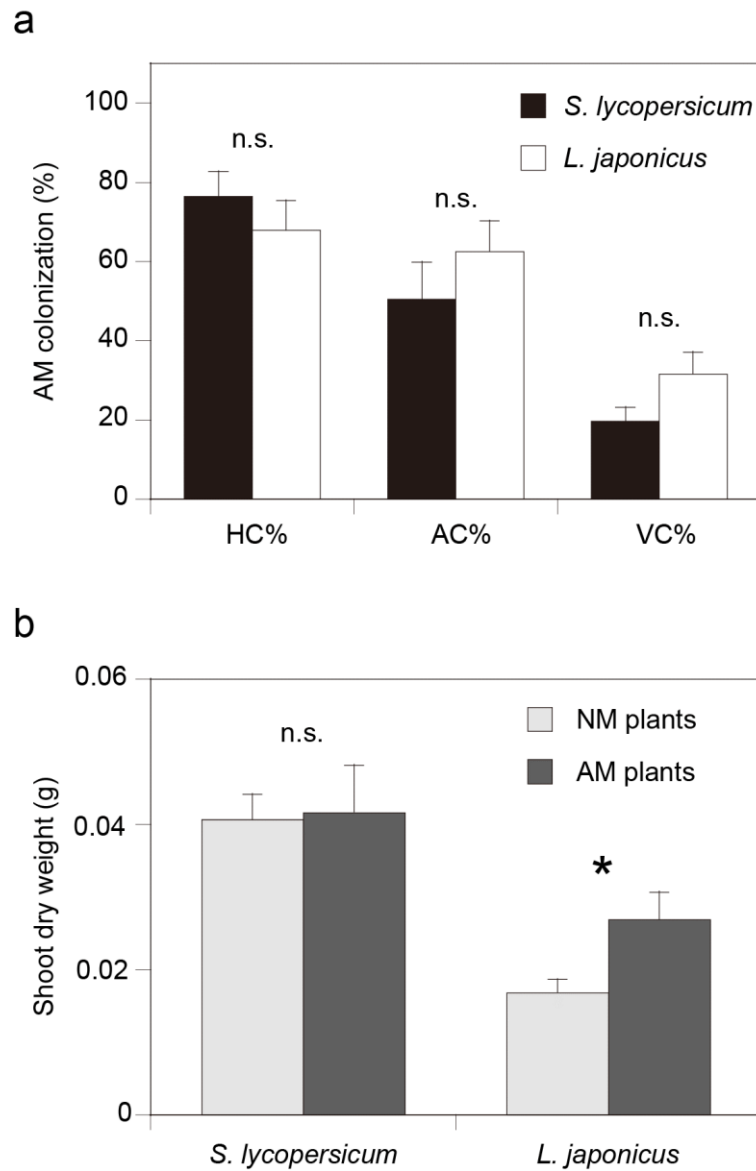 a
AM colonization (%)
100
80
60
40
20
0
S. lycopersicum
L. japonicus
n.s.
n.s.
n.s.
HC%
AC%
VC%
b
Shoot dry weight (g)
0.06
0.04
0.02
0
NM plants
AM plants
n.s.
*
S. lycopersicum
L. japonicus